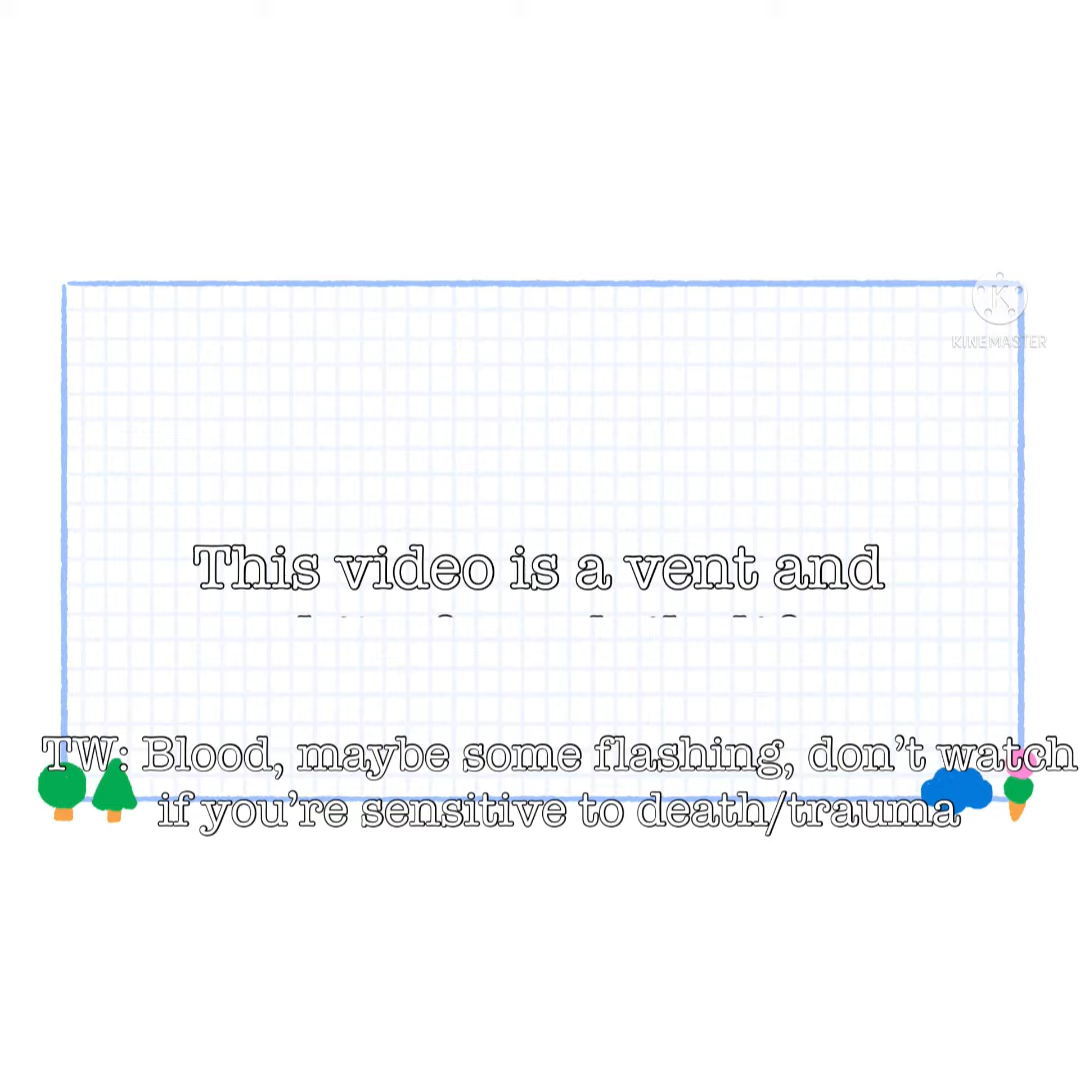 KINEMASTER
This video is a vent and
TW: Blood, maybe some flashing, don't watch
if you're sensitive to death/trauma